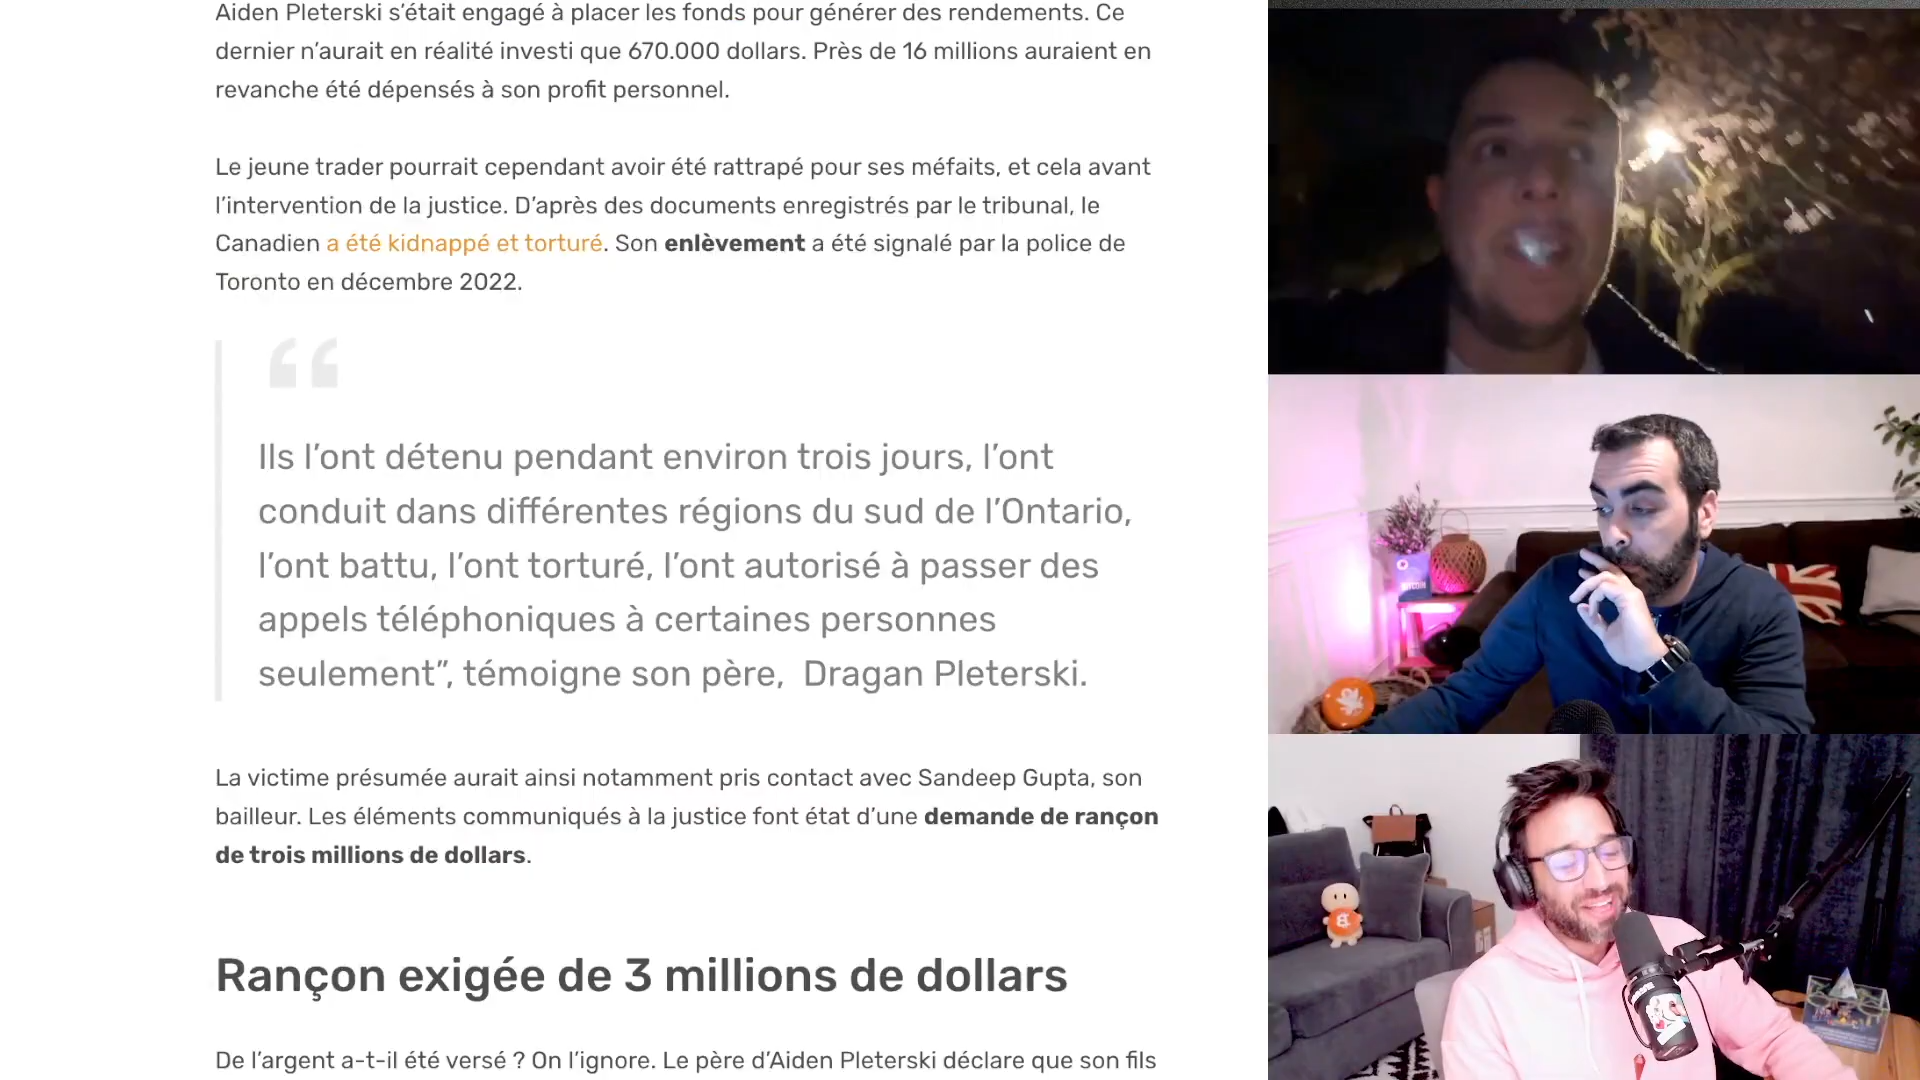 Aiden Pleterski s’était engagé à placer les fonds pour générer des rendements. Ce
dernier n’aurait en réalité investi que 670.000 dollars. Près de 16 millions auraient en
revanche été dépensés à son profit personnel.
Le jeune trader pourrait cependant avoir été rattrapé pour ses méfaits, et cela avant
l’intervention de la justice. D’après des documents enregistrés par le tribunal, le
Canadien a été kidnappé et torturé. Son enlèvement a été signalé par la police de
Toronto en décembre 2022.
“
Ils l’ont détenu pendant environ trois jours, l’ont
conduit dans différentes régions du sud de l’Ontario,
l’ont battu, l’ont torturé, l’ont autorisé à passer des
appels téléphoniques à certaines personnes
seulement”, témoigne son père,  Dragan Pleterski.
La victime présumée aurait ainsi notamment pris contact avec Sandeep Gupta, son
bailleur. Les éléments communiqués à la justice font état d’une demande de rançon
de trois millions de dollars.
Rançon exigée de 3 millions de dollars
De l’argent a-t-il été versé ? On l’ignore. Le père d’Aiden Pleterski déclare que son fils
BITCOIN